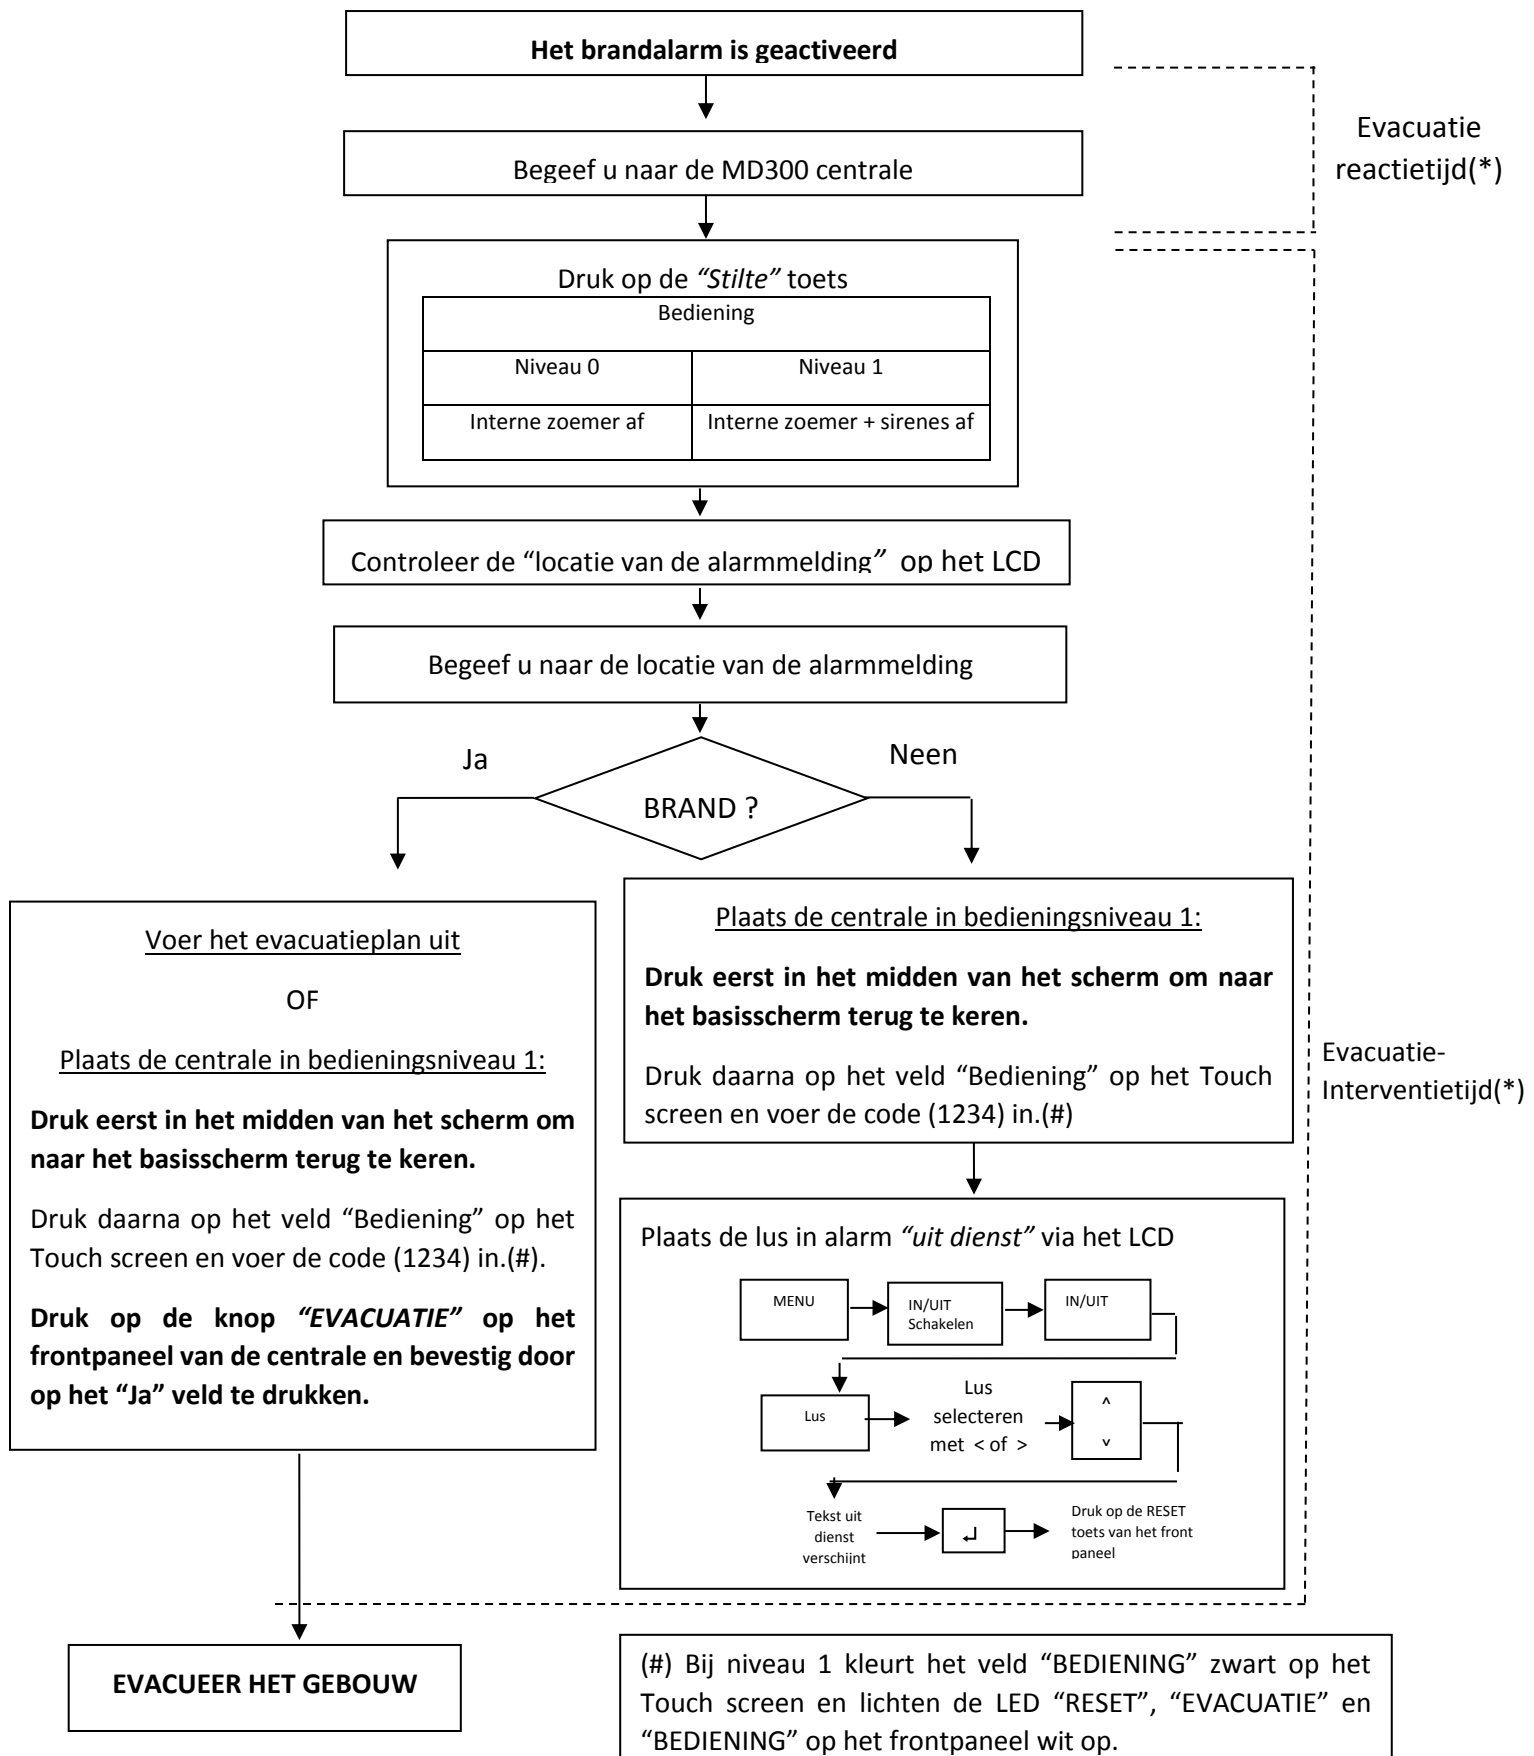 Het brandalarm is geactiveerd
Evacuatie
reactietijd(*)
Begeef u naar de MD300 centrale
Druk op de “Stilte” toets
Bediening
Niveau 0
Niveau 1
Interne zoemer af
Interne zoemer + sirenes af
Controleer de “locatie van de alarmmelding” op het LCD
Begeef u naar de locatie van de alarmmelding
Ja
Neen
BRAND ?
Voer het evacuatieplan uit
OF
Plaats de centrale in bedieningsniveau 1:
Druk eerst in het midden van het scherm om
naar het basisscherm terug te keren.
Druk daarna op het veld “Bediening” op het
Touch screen en voer de code (1234) in.(#).
Druk op de knop “EVACUATIE” op het
frontpaneel van de centrale en bevestig door
op het “Ja” veld te drukken.
Plaats de centrale in bedieningsniveau 1:
Druk eerst in het midden van het scherm om naar
het basisscherm terug te keren.
Druk daarna op het veld “Bediening” op het Touch
screen en voer de code (1234) in.(#)
Evacuatie-
Interventietijd(*)
Plaats de lus in alarm “uit dienst” via het LCD
MENU
IN/UIT
Schakelen
IN/UIT
Lus
Lus
selecteren
met < of >
^
v
Tekst uit
dienst
verschijnt
↵
Druk op de RESET
toets van het front
paneel
EVACUEER HET GEBOUW
(#) Bij niveau 1 kleurt het veld “BEDIENING” zwart op het
Touch screen en lichten de LED “RESET”, “EVACUATIE” en
“BEDIENING” op het frontpaneel wit op.